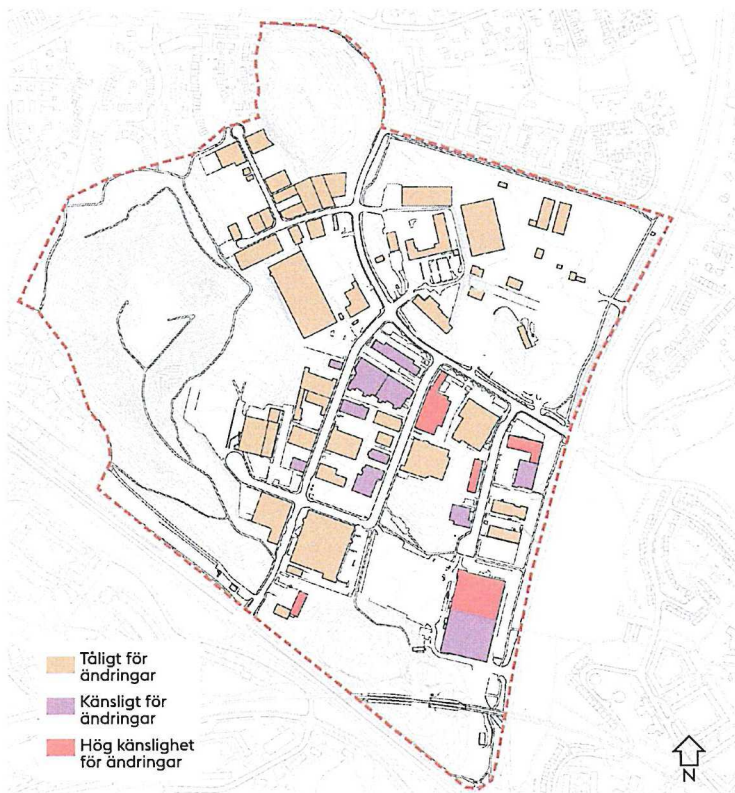 Tåligt för
ändringar
Känsligt för
ändringar
Hög känslighet
för ändringar
N